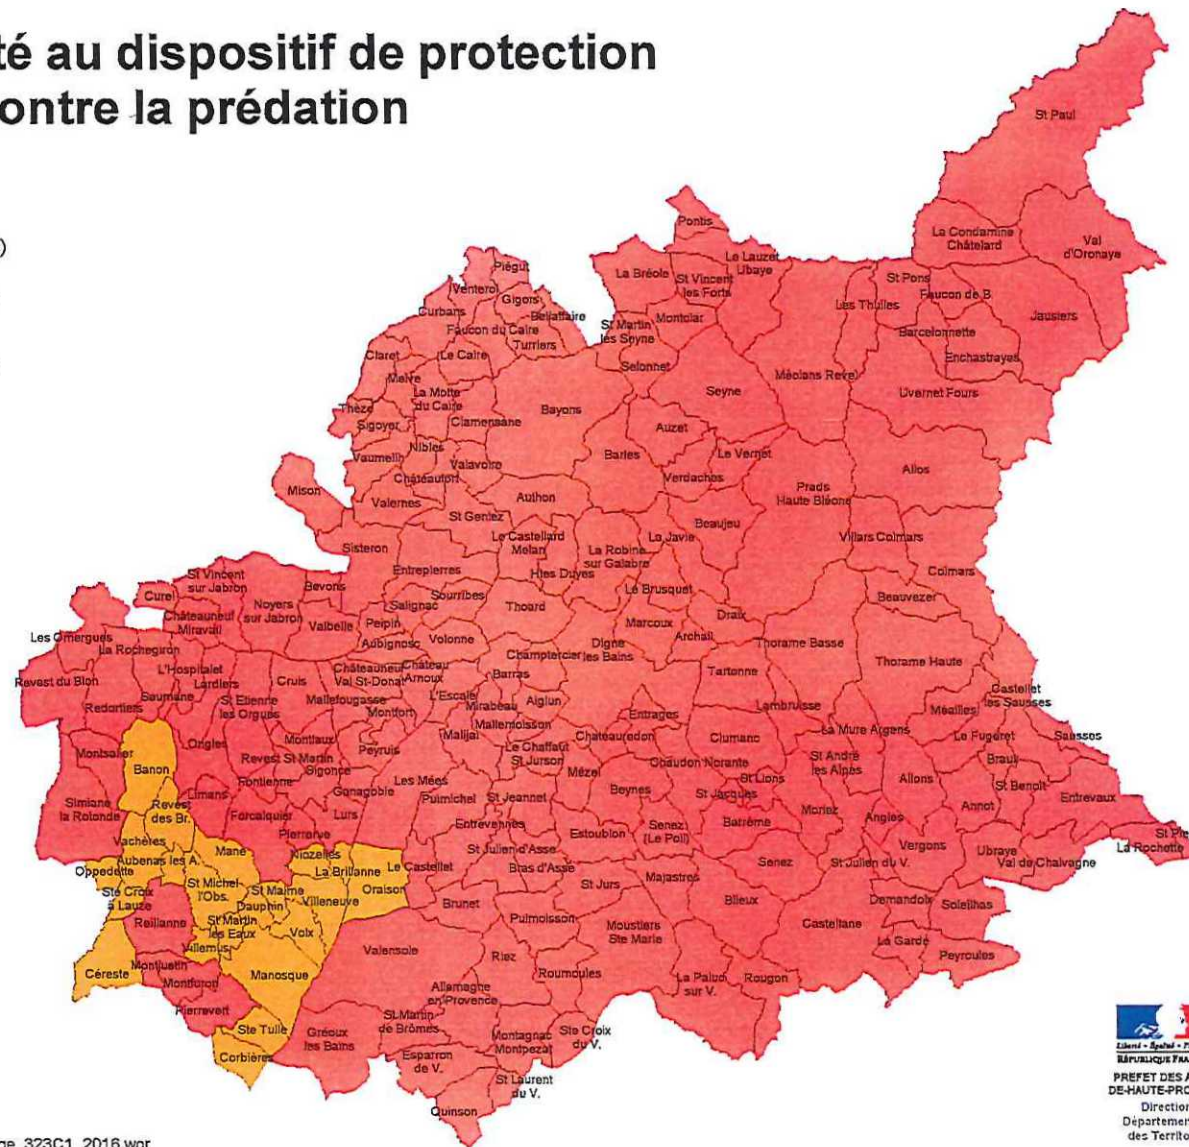 té au dispositif de protection
ontre la prédation
)
St Paul
Pontis
La Condamine
Châtelard
Val
d'Oronaye
Le Lauzet
Ubaye
Piégut
La Bréole
St Vincent
les Forts
St Pons
Faucon de B
Venterol
Gigors
Les Thuiles
Curbans
Bellaffaire
Montclar
Jausiers
Faucon du Caire
St Martin
les Seyne
Barcelonnette
Turriers
Claret
Le Caire
Enchastrayes
Selonnet
Melve
Méolans Revel
La Motte
du Caire
Seyne
Uvernet Fours
Thèze
Bayons
Sigoyer
Clamensane
Auzet
Nibles
Barles
Le Vernet
Vaumeilh
Valavoire
Allos
Châteaufort
Verdaches
Mison
Prads
Haute Bléone
Valernes
Authon
St Geniez
Beaujeu
Le Castellard
Melan
La Javie
Villars Colmars
Sisteron
La Robine
sur Galabre
Entrepierres
Htes Duyes
Colmars
St Vincent
sur Jabron
Bevons
Le Brusquet
Curel
Sourribes
Beauvezer
Noyers
sur Jabron
Salignac
Thoard
Châteauneuf
Miravail
Draix
Valbelle
Peipin
Marcoux
Les Omergues
Volonne
Archail
Aubignosc
Digne
les Bains
Thorame Basse
La Rochegiron
Champtercier
Thorame Haute
L'Hospitalet
Châteauneuf
Val St-Donat
Château
Arnoux
Barras
Tartonne
Revest du Bion
Lardiers
Cruis
Saumane
L'Escale
Castellet
les Sausses
St Etienne
les Orgues
Mallefougasse
Mirabeau
Aiglun
Redortiers
Montfort
Lambruisse
Méailles
Entrages
Mallemoisson
La Mure Argens
Malijai
Chateauredon
Clumanc
Le Fugeret
Sausses
Ongles
Montlaux
Montsalier
Peyruis
Le Chaffaut
St Jurson
Revest St Martin
St André
les Alpes
Braux
Chaudon Norante
Banon
Sigonce
Mézel
Fontienne
Les Mées
St Lions
Allons
St Benoit
Ganagobie
Beynes
Limans
Puimichel
St Jeannet
St Jacques
Entrevaux
Simiane
la Rotonde
Revest
des Br.
Annot
Forcalquier
Lurs
Moriez
Entrevennes
Senez
(Le Poil)
Barrème
Angles
Pierrerue
Estoublon
St Pie
Vachères
Vergons
La Rochette
Mane
Niozelles
St Julien d'Asse
Ubraye
Aubenas les A.
Senez
St Julien du V.
Val de Chalvagne
La Brillanne
Le Castellet
Bras d'Asse
Oppedette
Majastres
St Michel
l'Obs.
Oraison
St Jurs
Ste Croix
à Lauze
St Maime
Blieux
Demandolx
Soleilhas
Dauphin
Villeneuve
Brunet
Puimoisson
Reillanne
St Martin
les Eaux
Moustiers
Ste Marie
Castellane
Volx
Villemus
Valensole
La Garde
Riez
Peyroules
Montjustin
Céreste
Manosque
Roumoules
La Palud
sur V.
Rougon
Montfuron
Allemagne
en Provence
Pierrevert
St Martin
de Brômes
Ste Tulle
Gréoux
les Bains
Montagnac
Montpezat
Ste Croix
du V.
Corbières
Esparron
de V.
St Laurent
du V.
Quinson
RÉPUBLIQUE FRA
PREFET DES A
DE-HAUTE-PRO
Direction
Départemen
des Territo
ge_323C1_2016.wor